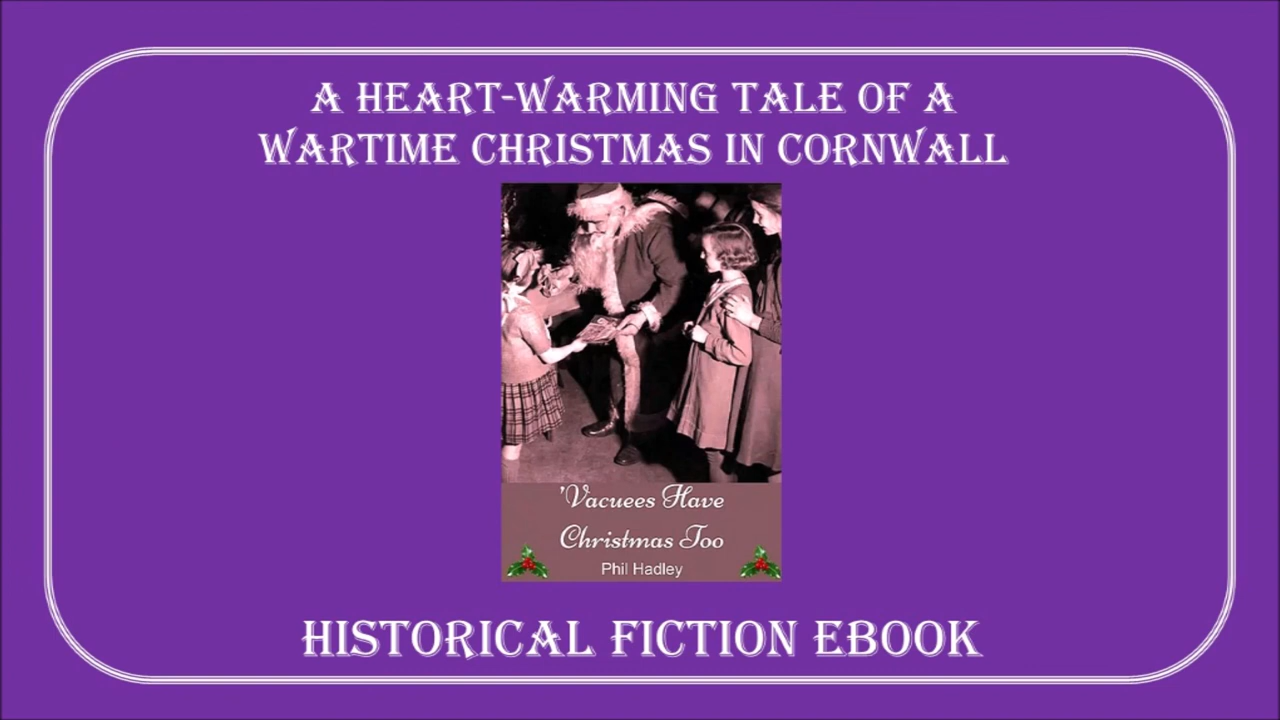 A HEART-WARMING TALE OF A
WARTIME CHRISTMAS IN CORNWALL
'Vacuees Have
Christmas Too
Phil Hadley
HISTORICAL FICTION EBOOK